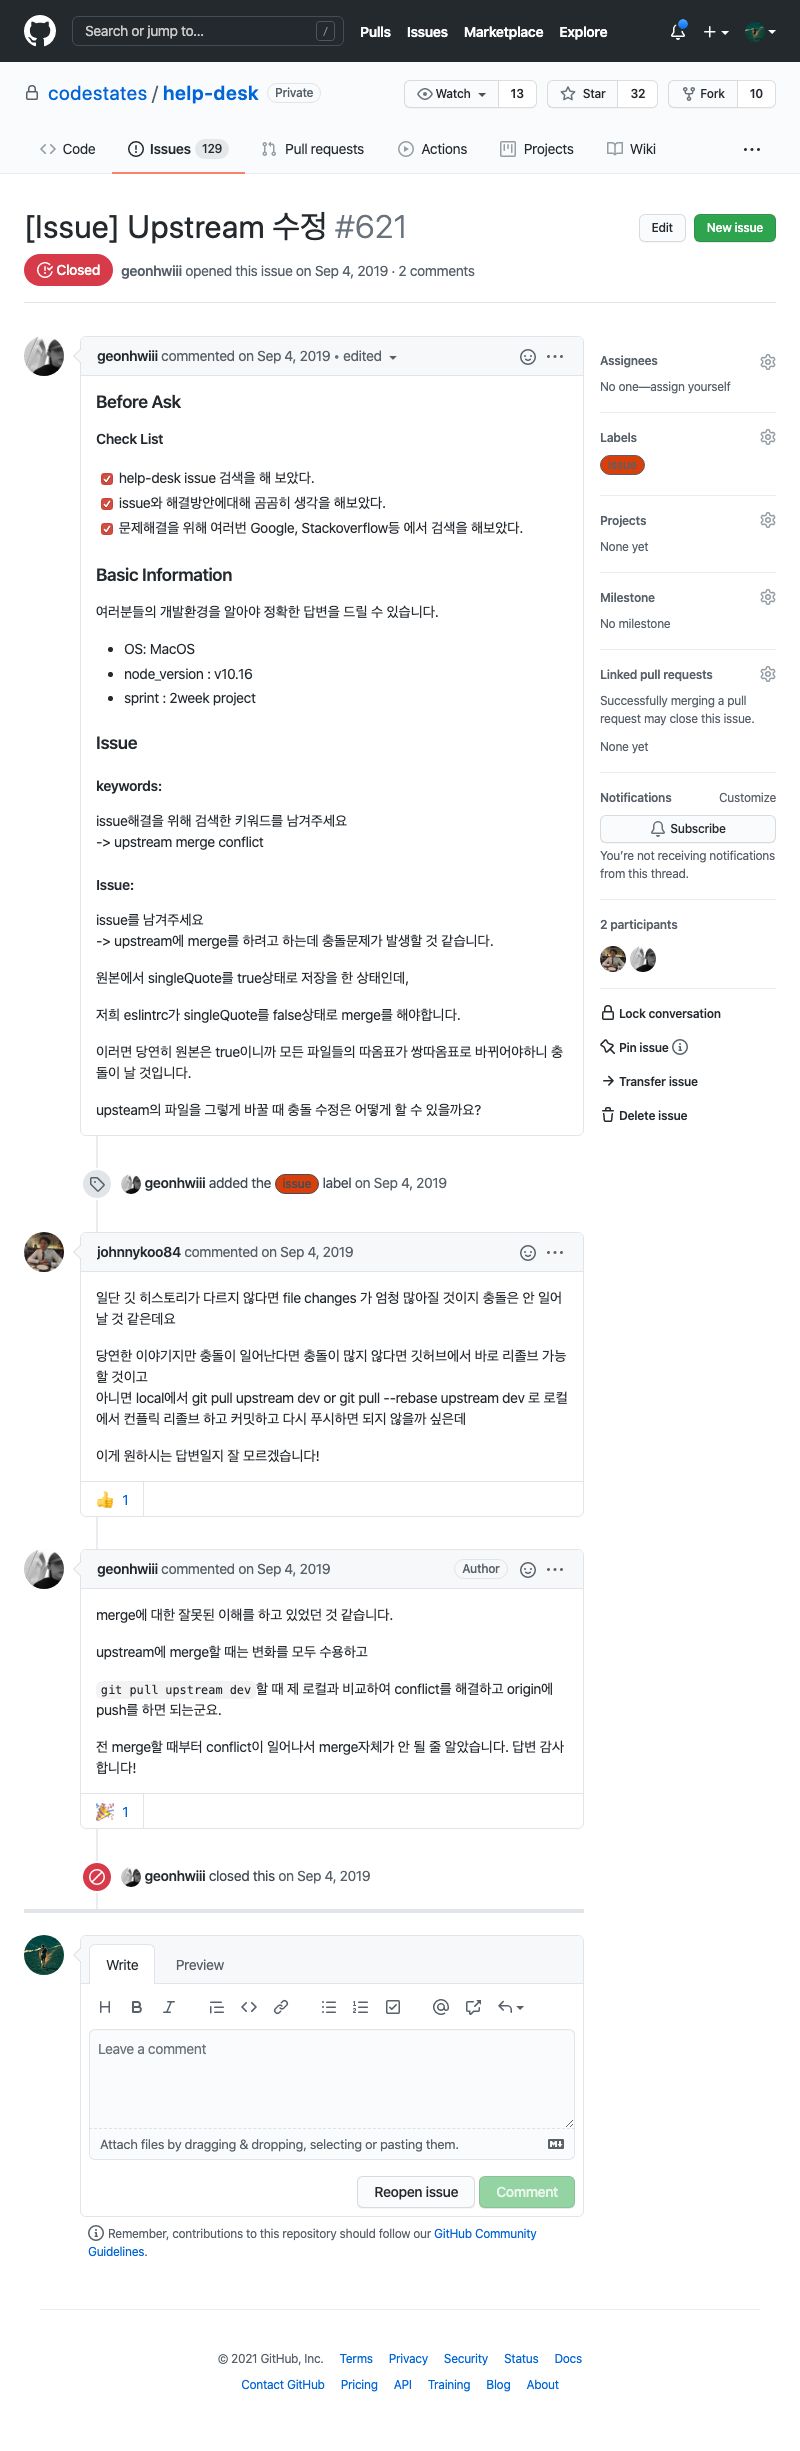 Search or jump to... /
Pulls Issues Marketplace Explore
codestates / help-desk Private
Watch 13 Star 32 Fork 10
Code Issues 129 Pull requests Actions Projects Wiki ...
[Issue] Upstream 수정 #621
Edit New issue
Closed geonhwiii opened this issue on Sep 4, 2019 · 2 comments
geonhwiii commented on Sep 4, 2019 • edited
Before Ask
Check List
help-desk issue 검색을 해 보았다.
issue와 해결방안에대해 곰곰히 생각을 해보았다.
문제해결을 위해 여러번 Google, Stackoverflow등 에서 검색을 해보았다.
Basic Information
여러분들의 개발환경을 알아야 정확한 답변을 드릴 수 있습니다.
• OS: MacOS
• node_version : v10.16
• sprint : 2week project
Issue
keywords:
issue해결을 위해 검색한 키워드를 남겨주세요
-> upstream merge conflict
Issue:
issue를 남겨주세요
-> upstream에 merge를 하려고 하는데 충돌문제가 발생할 것 같습니다.
원본에서 singleQuote를 true상태로 저장을 한 상태인데,
저희 eslintrc가 singleQuote를 false상태로 merge를 해야합니다.
이러면 당연히 원본은 true이니까 모든 파일들의 따옴표가 쌍따옴표로 바뀌어야하니 충
돌이 날 것입니다.
upsteam의 파일을 그렇게 바꿀 때 충돌 수정은 어떻게 할 수 있을까요?
geonhwiii added the issue label on Sep 4, 2019
johnnykoo84 commented on Sep 4, 2019
일단 깃 히스토리가 다르지 않다면 file changes 가 엄청 많아질 것이지 충돌은 안 일어
날 것 같은데요
당연한 이야기지만 충돌이 일어난다면 충돌이 많지 않다면 깃허브에서 바로 리졸브 가능
할 것이고
아니면 local에서 git pull upstream dev or git pull --rebase upstream dev 로 로컬
에서 컨플릭 리졸브 하고 커밋하고 다시 푸시하면 되지 않을까 싶은데
이게 원하시는 답변일지 잘 모르겠습니다!
1
geonhwiii commented on Sep 4, 2019 Author
merge에 대한 잘못된 이해를 하고 있었던 것 같습니다.
upstream에 merge할 때는 변화를 모두 수용하고
git pull upstream dev 할 때 제 로컬과 비교하여 conflict를 해결하고 origin에
push를 하면 되는군요.
전 merge할 때부터 conflict이 일어나서 merge자체가 안 될 줄 알았습니다. 답변 감사
합니다!
1
geonhwiii closed this on Sep 4, 2019
Write Preview
H B I
Leave a comment
Attach files by dragging & dropping, selecting or pasting them.
Reopen issue Comment
Remember, contributions to this repository should follow our GitHub Community
Guidelines.
Assignees
No one—assign yourself
Labels
issue
Projects
None yet
Milestone
No milestone
Linked pull requests
Successfully merging a pull
request may close this issue.
None yet
Notifications Customize
Subscribe
You're not receiving notifications
from this thread.
2 participants
Lock conversation
Pin issue
Transfer issue
Delete issue
© 2021 GitHub, Inc. Terms Privacy Security Status Docs
Contact GitHub Pricing API Training Blog About